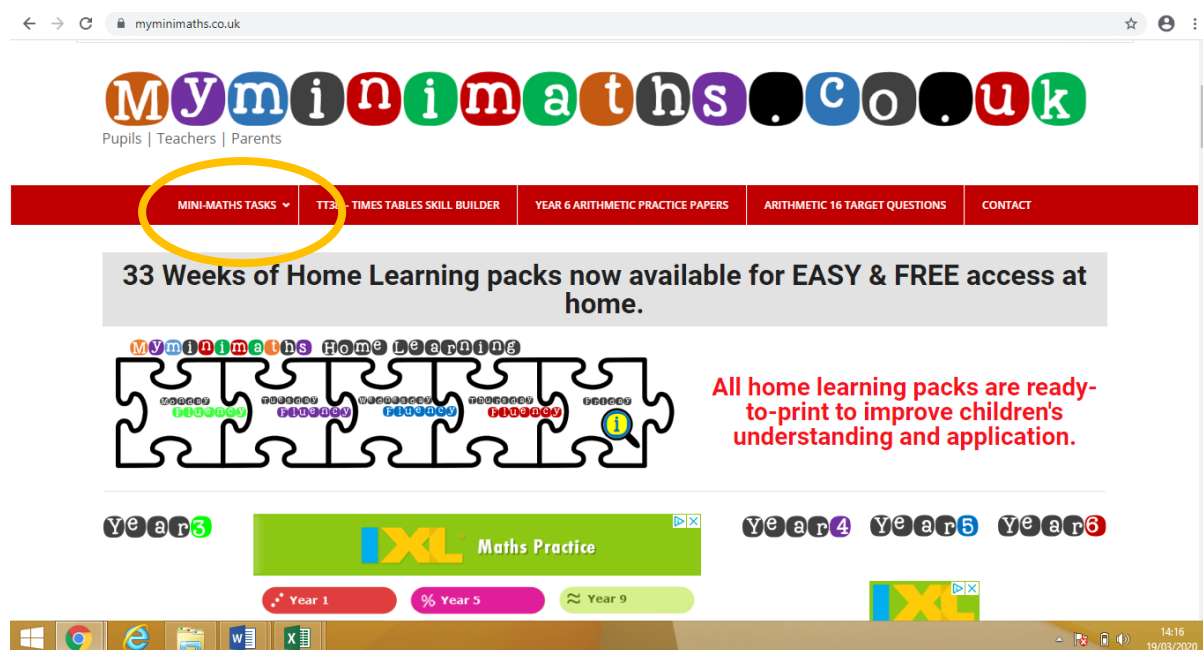 myminimaths.co.uk
Myminimaths.co.uk
Pupils | Teachers | Parents
MINI-MATHS TASKS
TIMES TABLES SKILL BUILDER
YEAR 6 ARITHMETIC PRACTICE PAPERS
ARITHMETIC 16 TARGET QUESTIONS
CONTACT
33 Weeks of Home Learning packs now available for EASY & FREE access at
home.
Myminimaths Home Learning
Monday Tuesday Wednesday Thursday Friday
Fluency Fluency Fluency Fluency
i
All home learning packs are ready-
to-print to improve children's
understanding and application.
Year3
IXL Maths Practice
Year4 Year5 Year6
Year 1 % Year 5 ≈ Year 9
IXL
14:16
19/03/2020